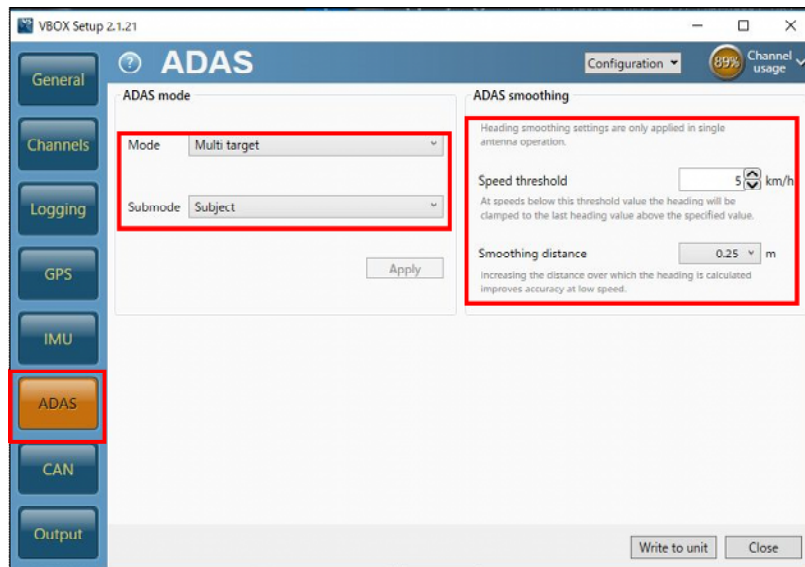 VBOX Setup 2.1.21
ADAS
Configuration
89%
Channel usage
General
Channels
Logging
GPS
IMU
ADAS
CAN
Output
ADAS mode
Mode Multi target
Submode Subject
Apply
ADAS smoothing
Heading smoothing settings are only applied in single
antenna operation.
Speed threshold 5 km/h
At speeds below this threshold value the heading will be
clamped to the last heading value above the specified value.
Smoothing distance 0.25 m
Increasing the distance over which the heading is calculated
improves accuracy at low speed.
Write to unit
Close